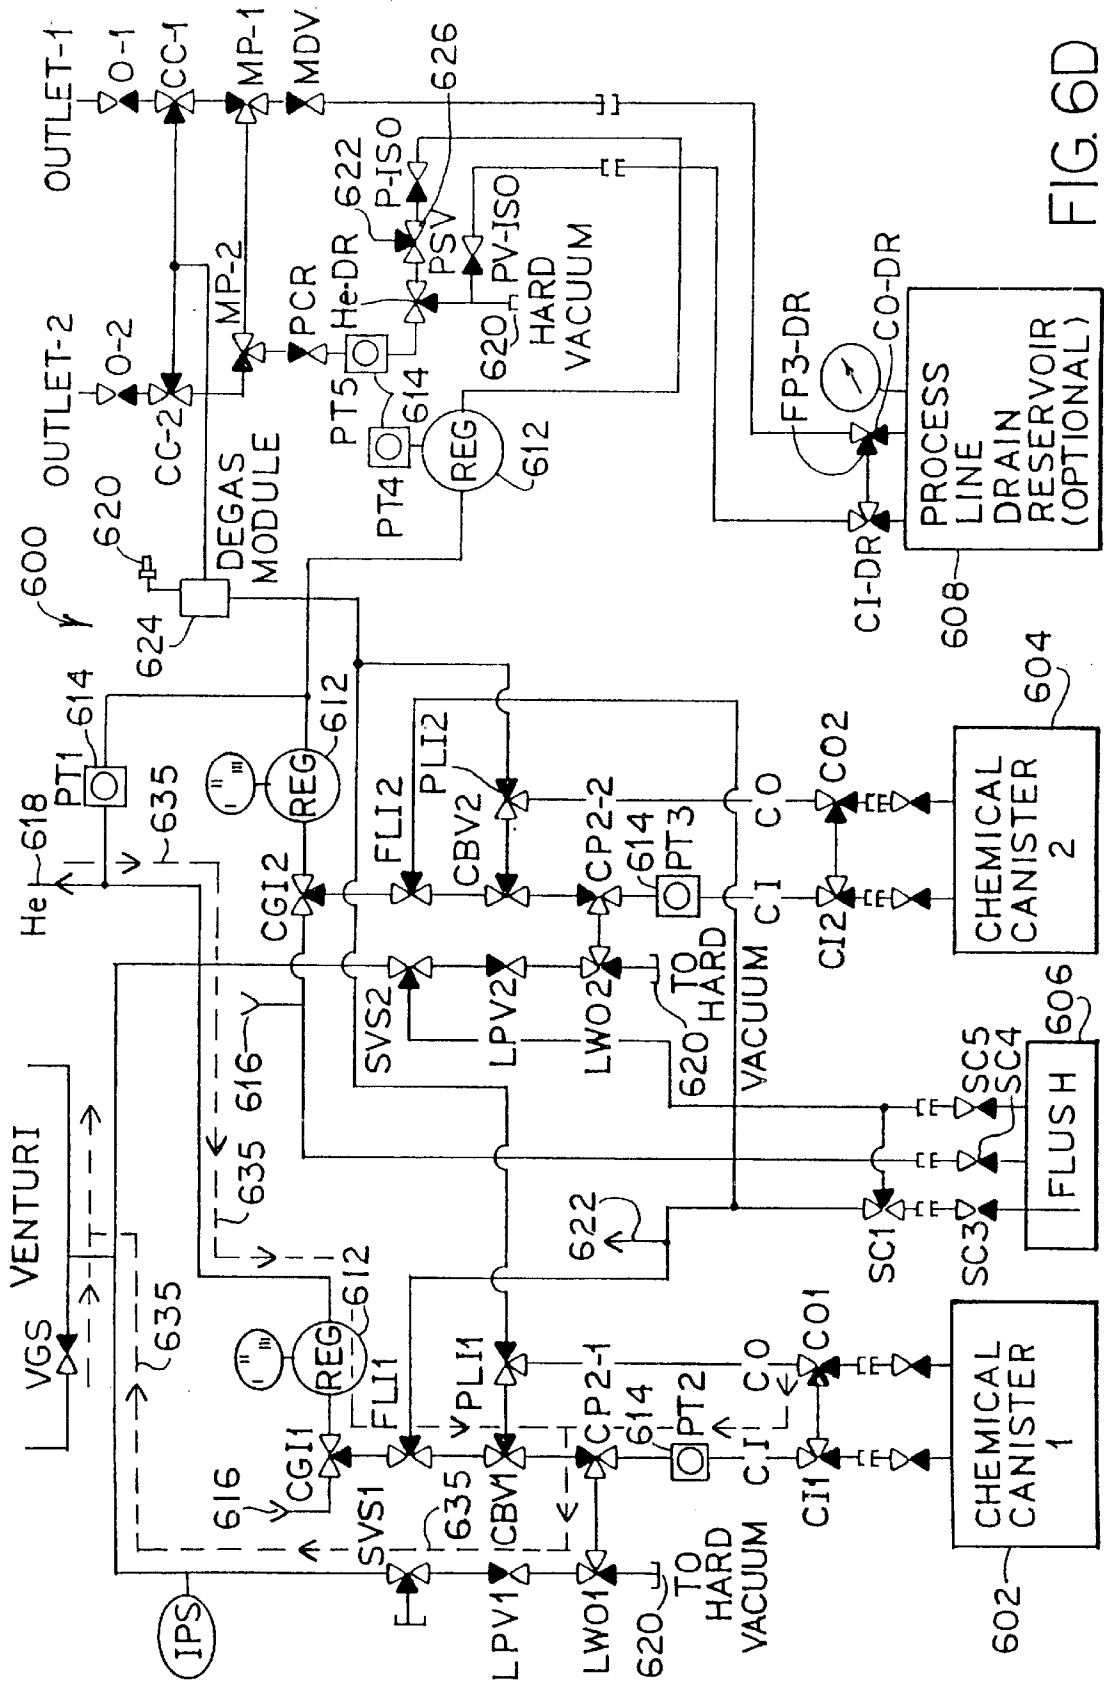 VGS VENTURI
He
618
PT1
614
635
600
620
OUTLET-2
O-2
OUTLET-1
O-1
CC-1
CC-2
MP-1
MP-2
MDV
624
DEGAS
MODULE
635
IPS
616
CGI1
REG
612
635
616
CGI2
REG
612
PCR
PT5
He-DR
622
P-ISO
626
PSV
PV-ISO
PT4
614
REG
612
620
HARD
VACUUM
SVS1
FLI1
PLI1
SVS2
FLI2
PLI2
635
LPV1
CBV1
LPV2
CBV2
LWO1
CP2-1
LWO2
CP2-2
622
620
TO
HARD
VACUUM
614
PT2
620
TO
HARD
VACUUM
614
PT3
CI
CO
CI
CO
CI1
CO1
SC1
CI2
CO2
CI-DR
FP3-DR
CO-DR
SC3
SC5
SC4
602
CHEMICAL
CANISTER
1
FLUSH
606
CHEMICAL
CANISTER
2
604
608
PROCESS
LINE
DRAIN
RESERVOIR
(OPTIONAL)
FIG. 6D